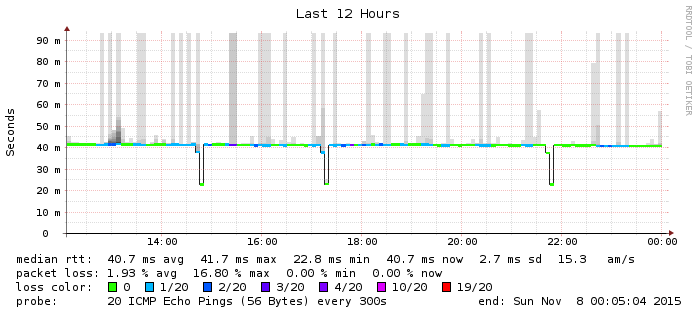 Last 12 Hours
RRDTOOL / TOBI OETIKER
Seconds
90 m
80 m
70 m
60 m
50 m
40 m
30 m
20 m
10 m
0
14:00 16:00 18:00 20:00 22:00 00:00
median rtt: 40.7 ms avg 41.7 ms max 22.8 ms min 40.7 ms now 2.7 ms sd 15.3 am/s
packet loss: 1.93 % avg 16.80 % max 0.00 % min 0.00 % now
loss color: 0 1/20 2/20 3/20 4/20 10/20 19/20
probe: 20 ICMP Echo Pings (56 Bytes) every 300s end: Sun Nov 8 00:05:04 2015